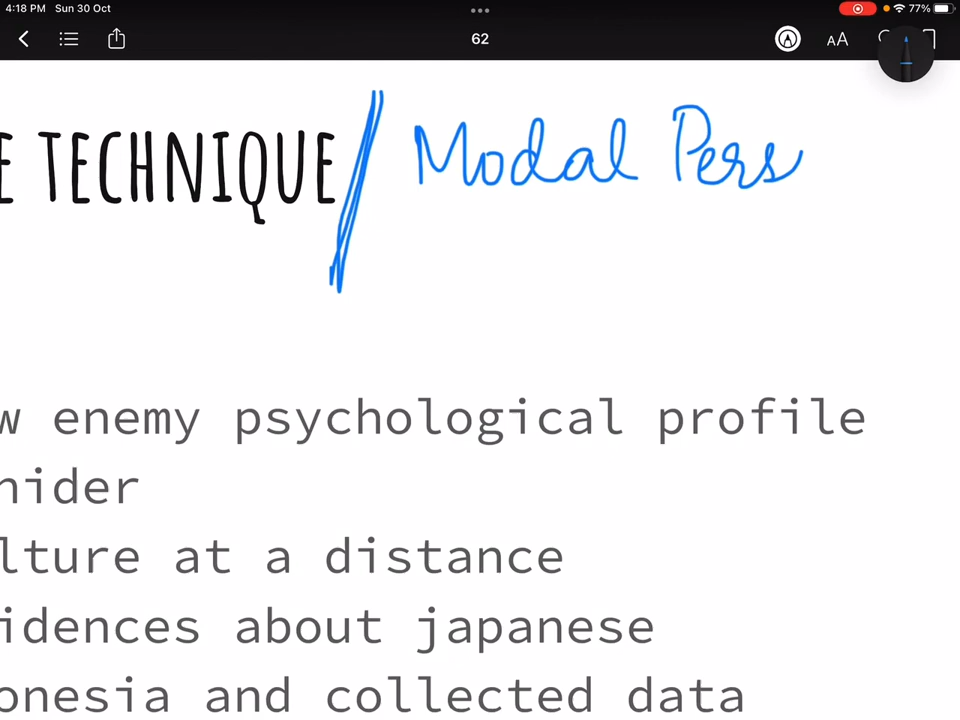 4:18 PM Sun 30 Oct 77%
62 AA
TECHNIQUE Modal Pers
enemy psychological profile
lture at a distance
idences about japanese
onesia and collected data